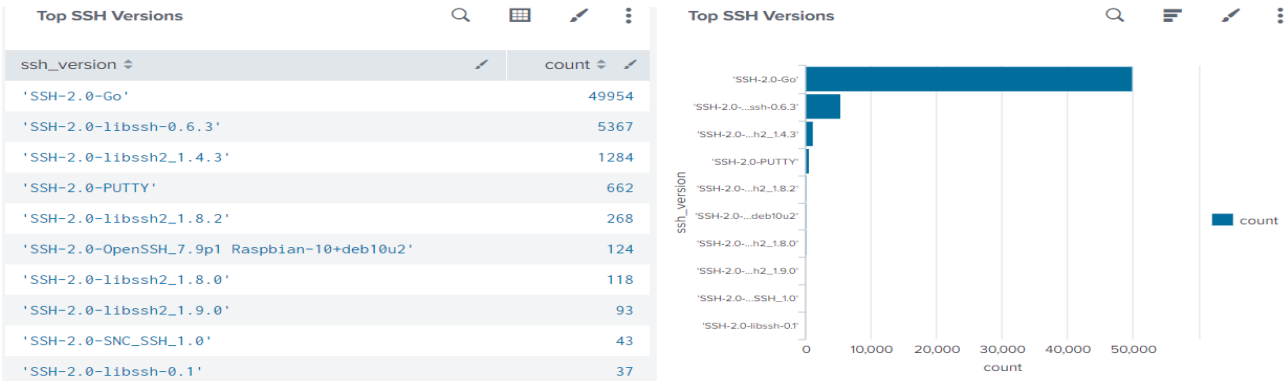 Top SSH Versions
ssh_version count
'SSH-2.0-Go' 49954
'SSH-2.0-libssh-0.6.3' 5367
'SSH-2.0-libssh2_1.4.3' 1284
'SSH-2.0-PUTTY' 662
'SSH-2.0-libssh2_1.8.2' 268
'SSH-2.0-OpenSSH_7.9p1 Raspbian-10+deb10u2' 124
'SSH-2.0-libssh2_1.8.0' 118
'SSH-2.0-libssh2_1.9.0' 93
'SSH-2.0-SNC_SSH_1.0' 43
'SSH-2.0-libssh-0.1' 37
Top SSH Versions
ssh_version
'SSH-2.0-Go'
'SSH-2.0-...ssh-0.6.3'
'SSH-2.0-...h2_1.4.3'
'SSH-2.0-PUTTY'
'SSH-2.0-...h2_1.8.2'
'SSH-2.0-...deb10u2'
'SSH-2.0-...h2_1.8.0'
'SSH-2.0-...h2_1.9.0'
'SSH-2.0-...SSH_1.0'
'SSH-2.0-libssh-0.1'
0 10,000 20,000 30,000 40,000 50,000
count
count